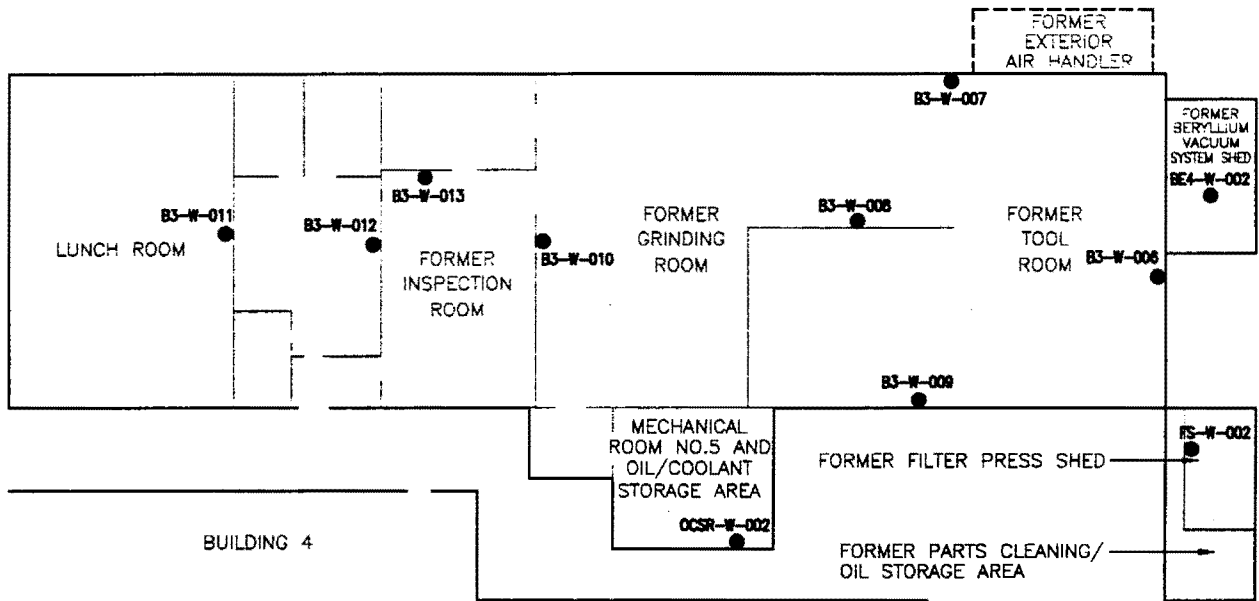 FORMER
EXTERIOR
AIR HANDLER
B3-W-007
FORMER
BERYLLIUM
VACUUM
SYSTEM SHED
BE4-W-002
B3-W-013
B3-W-011
B3-W-012
B3-W-008
LUNCH ROOM
FORMER
INSPECTION
ROOM
B3-W-010
FORMER
GRINDING
ROOM
FORMER
TOOL
ROOM
B3-W-006
B3-W-009
MECHANICAL
ROOM NO.5 AND
OIL/COOLANT
STORAGE AREA
OCSR-W-002
FORMER FILTER PRESS SHED
FS-W-002
BUILDING 4
FORMER PARTS CLEANING/
OIL STORAGE AREA